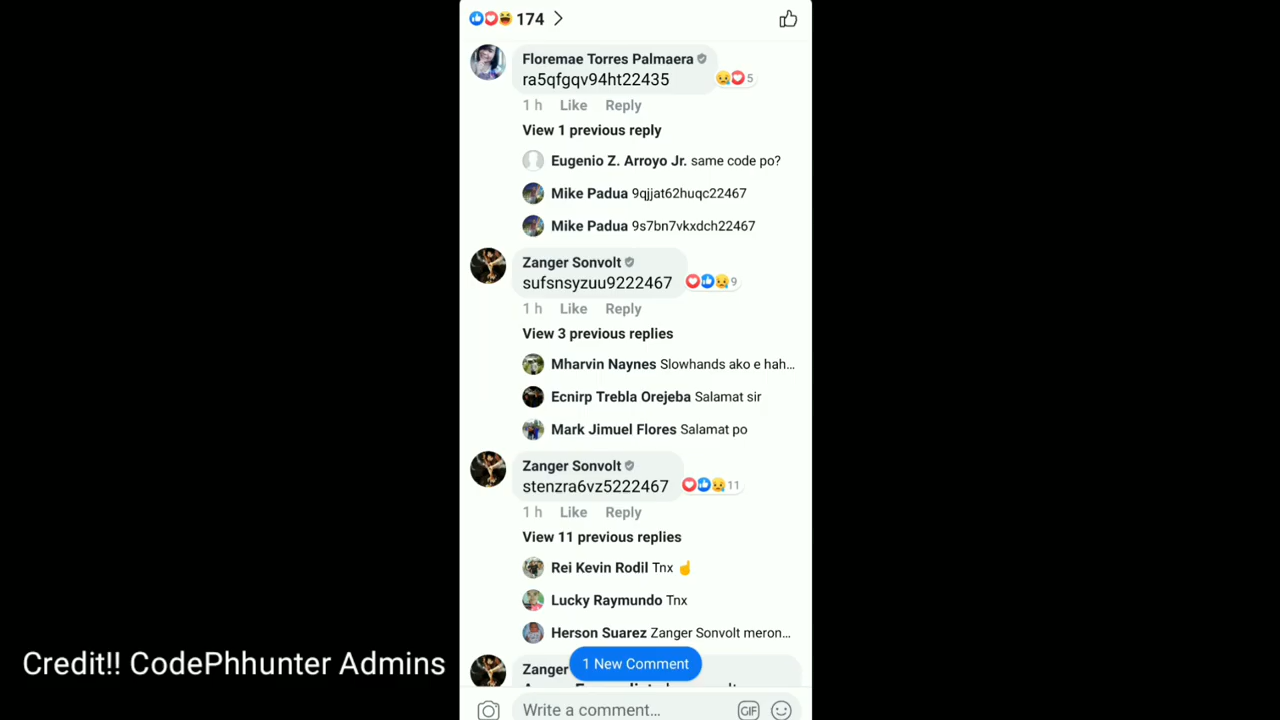 174
Floremae Torres Palmaera
ra5qfgqv94ht22435
5
1 h Like Reply
View 1 previous reply
Eugenio Z. Arroyo Jr. same code po?
Mike Padua 9qjjat62huqc22467
Mike Padua 9s7bn7vkxdch22467
Zanger Sonvolt
sufsnsyzuu9222467
9
1 h Like Reply
View 3 previous replies
Mharvin Naynes Slowhands ako e hah...
Ecnirp Trebla Orejeba Salamat sir
Mark Jimuel Flores Salamat po
Zanger Sonvolt
stenzra6vz5222467
11
1 h Like Reply
View 11 previous replies
Rei Kevin Rodil Tnx ☝️
Lucky Raymundo Tnx
Herson Suarez Zanger Sonvolt meron...
Zanger
1 New Comment
Write a comment...
GIF
Credit!! CodePhhunter Admins